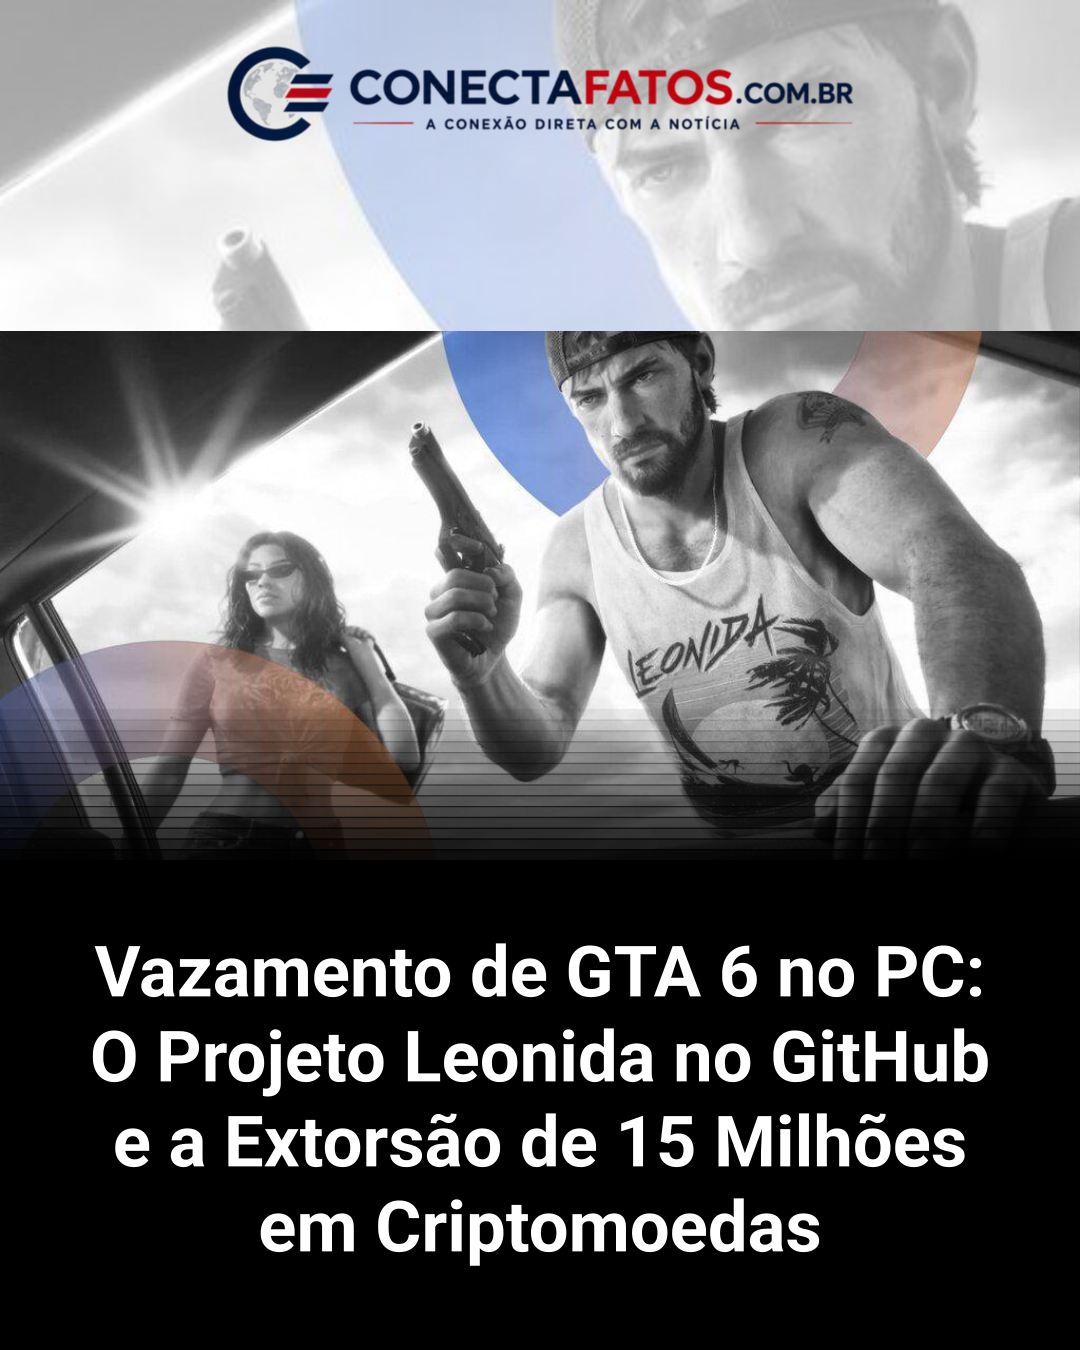 CONECTAFATOS.COM.BR
A CONEXÃO DIRETA COM A NOTÍCIA
LEONIDA
Vazamento de GTA 6 no PC:
O Projeto Leonida no GitHub
e a Extorsão de 15 Milhões
em Criptomoedas